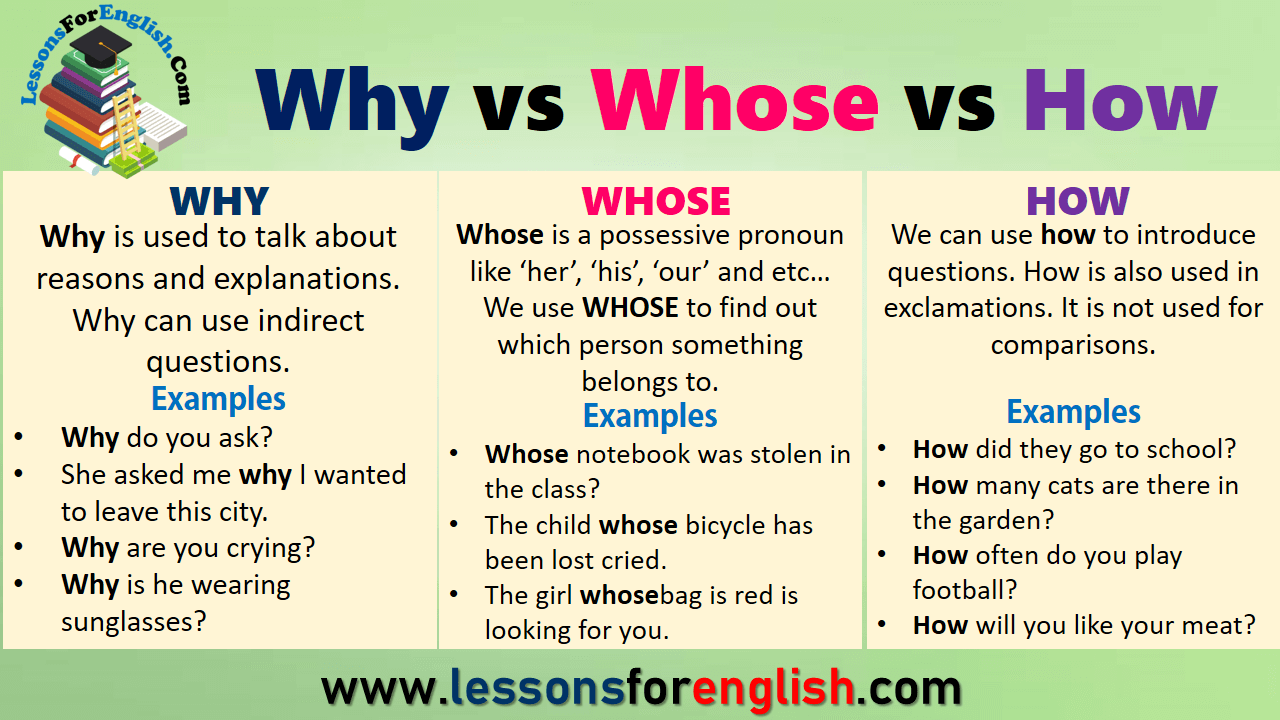 LessonsForEnglish.Com
Why vs Whose vs How
WHY
Why is used to talk about
reasons and explanations.
Why can use indirect
questions.
Examples
• Why do you ask?
• She asked me why I wanted
to leave this city.
• Why are you crying?
• Why is he wearing
sunglasses?
WHOSE
Whose is a possessive pronoun
like ‘her’, ‘his’, ‘our’ and etc…
We use WHOSE to find out
which person something
belongs to.
Examples
• Whose notebook was stolen in
the class?
• The child whose bicycle has
been lost cried.
• The girl whosebag is red is
looking for you.
HOW
We can use how to introduce
questions. How is also used in
exclamations. It is not used for
comparisons.
Examples
• How did they go to school?
• How many cats are there in
the garden?
• How often do you play
football?
• How will you like your meat?
www.lessonsforenglish.com